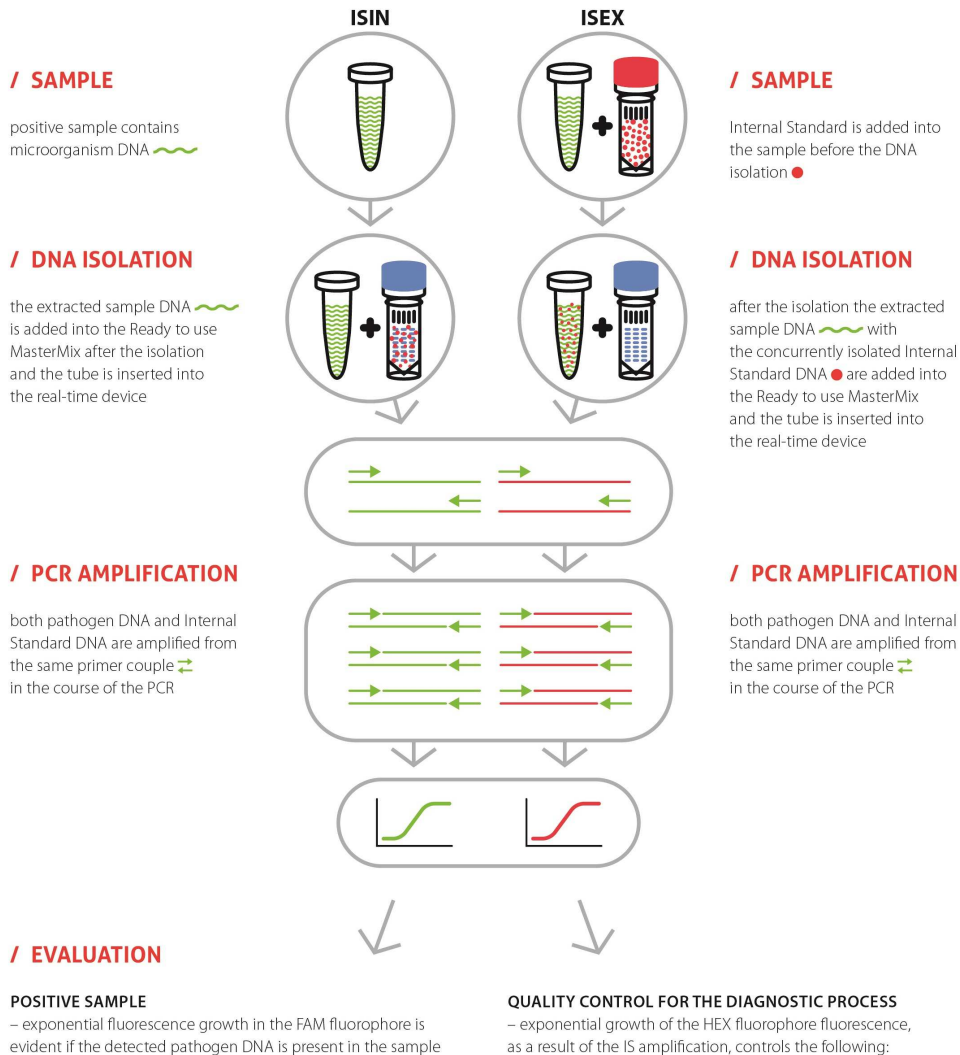 ISIN
ISEX
/ SAMPLE
positive sample contains
microorganism DNA
/ SAMPLE
Internal Standard is added into
the sample before the DNA
isolation
/ DNA ISOLATION
the extracted sample DNA
is added into the Ready to use
MasterMix after the isolation
and the tube is inserted into
the real-time device
/ DNA ISOLATION
after the isolation the extracted
sample DNA with
the concurrently isolated Internal
Standard DNA are added into
the Ready to use MasterMix
and the tube is inserted into
the real-time device
/ PCR AMPLIFICATION
both pathogen DNA and Internal
Standard DNA are amplified from
the same primer couple
in the course of the PCR
/ PCR AMPLIFICATION
both pathogen DNA and Internal
Standard DNA are amplified from
the same primer couple
in the course of the PCR
/ EVALUATION
POSITIVE SAMPLE
– exponential fluorescence growth in the FAM fluorophore is
evident if the detected pathogen DNA is present in the sample
QUALITY CONTROL FOR THE DIAGNOSTIC PROCESS
– exponential growth of the HEX fluorophore fluorescence,
as a result of the IS amplification, controls the following: